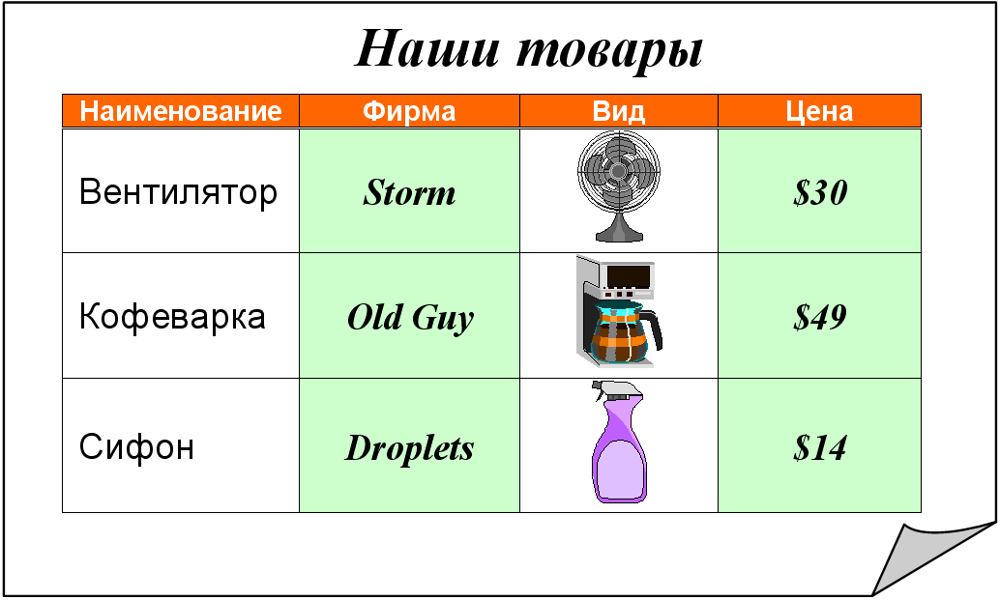 Наши товары
Наименование Фирма Вид Цена
Вентилятор Storm $30
Кофеварка Old Guy $49
Сифон Droplets $14